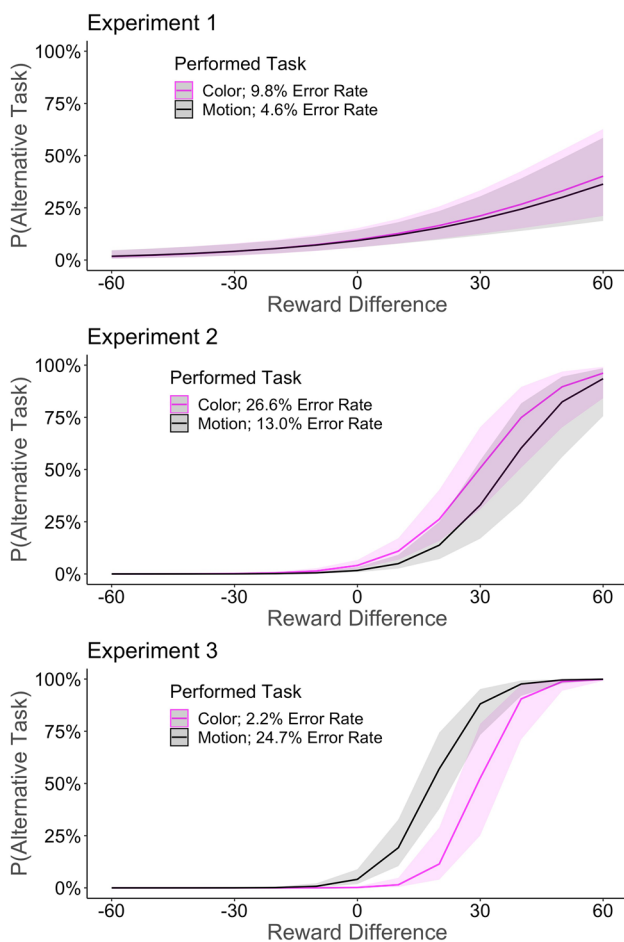 Experiment 1
P(Alternative Task)
100%
75%
50%
25%
0%
Performed Task
Color; 9.8% Error Rate
Motion; 4.6% Error Rate
-60 -30 0 30 60
Reward Difference
Experiment 2
P(Alternative Task)
100%
75%
50%
25%
0%
Performed Task
Color; 26.6% Error Rate
Motion; 13.0% Error Rate
-60 -30 0 30 60
Reward Difference
Experiment 3
P(Alternative Task)
100%
75%
50%
25%
0%
Performed Task
Color; 2.2% Error Rate
Motion; 24.7% Error Rate
-60 -30 0 30 60
Reward Difference